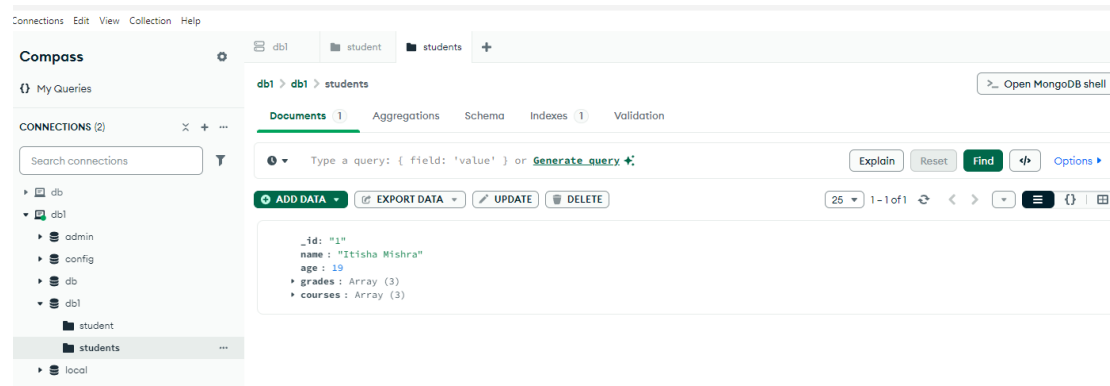 Connections Edit View Collection Help
Compass
My Queries
CONNECTIONS (2)
Search connections
db
db1
admin
config
db
db1
student
students
local
db1 student students
db1 > db1 > students
>_ Open MongoDB shell
Documents 1 Aggregations Schema Indexes 1 Validation
Type a query: { field: 'value' } or Generate query
Explain Reset Find </> Options
ADD DATA EXPORT DATA UPDATE DELETE
25 1 – 1 of 1
_id: "1"
name : "Itisha Mishra"
age : 19
grades : Array (3)
courses : Array (3)